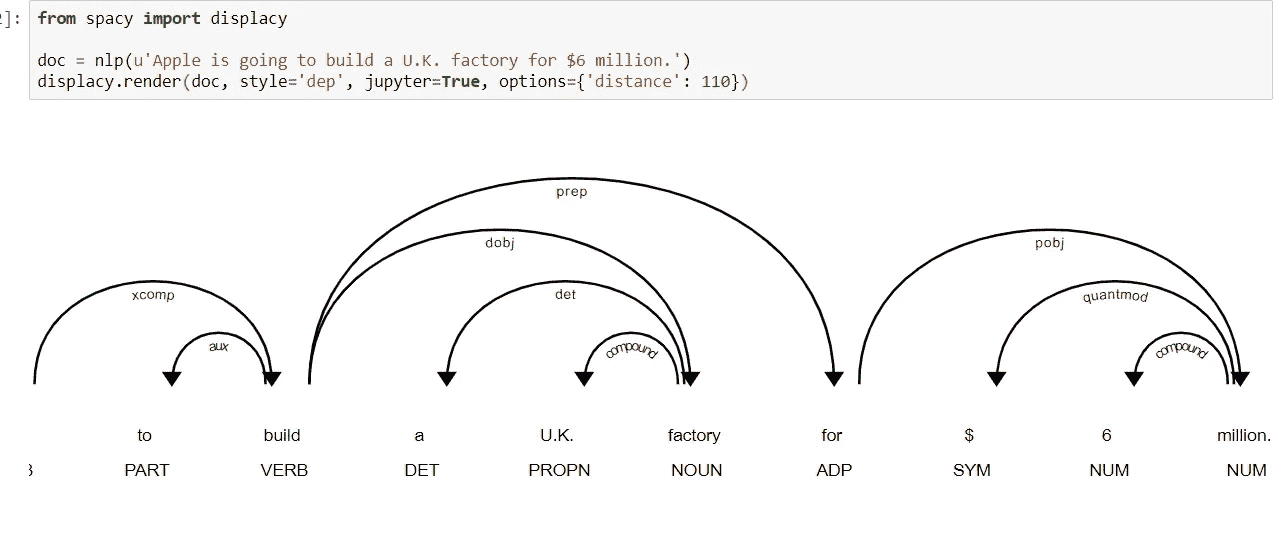 ]:
from spacy import displacy
doc = nlp(u'Apple is going to build a U.K. factory for $6 million.')
displacy.render(doc, style='dep', jupyter=True, options={'distance': 110})
prep
dobj pobj
xcomp det quantmod
aux compound compound
to build a U.K. factory for $ 6 million.
PART VERB DET PROPN NOUN ADP SYM NUM NUM